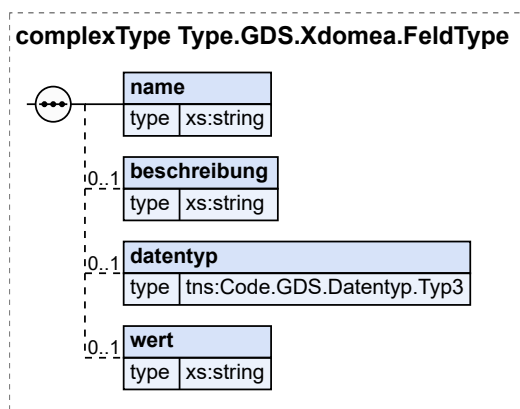 complexType Type.GDS.Xdomea.FeldType
name
type xs:string
0..1 beschreibung
type xs:string
0..1 datentyp
type tns:Code.GDS.Datentyp.Typ3
0..1 wert
type xs:string